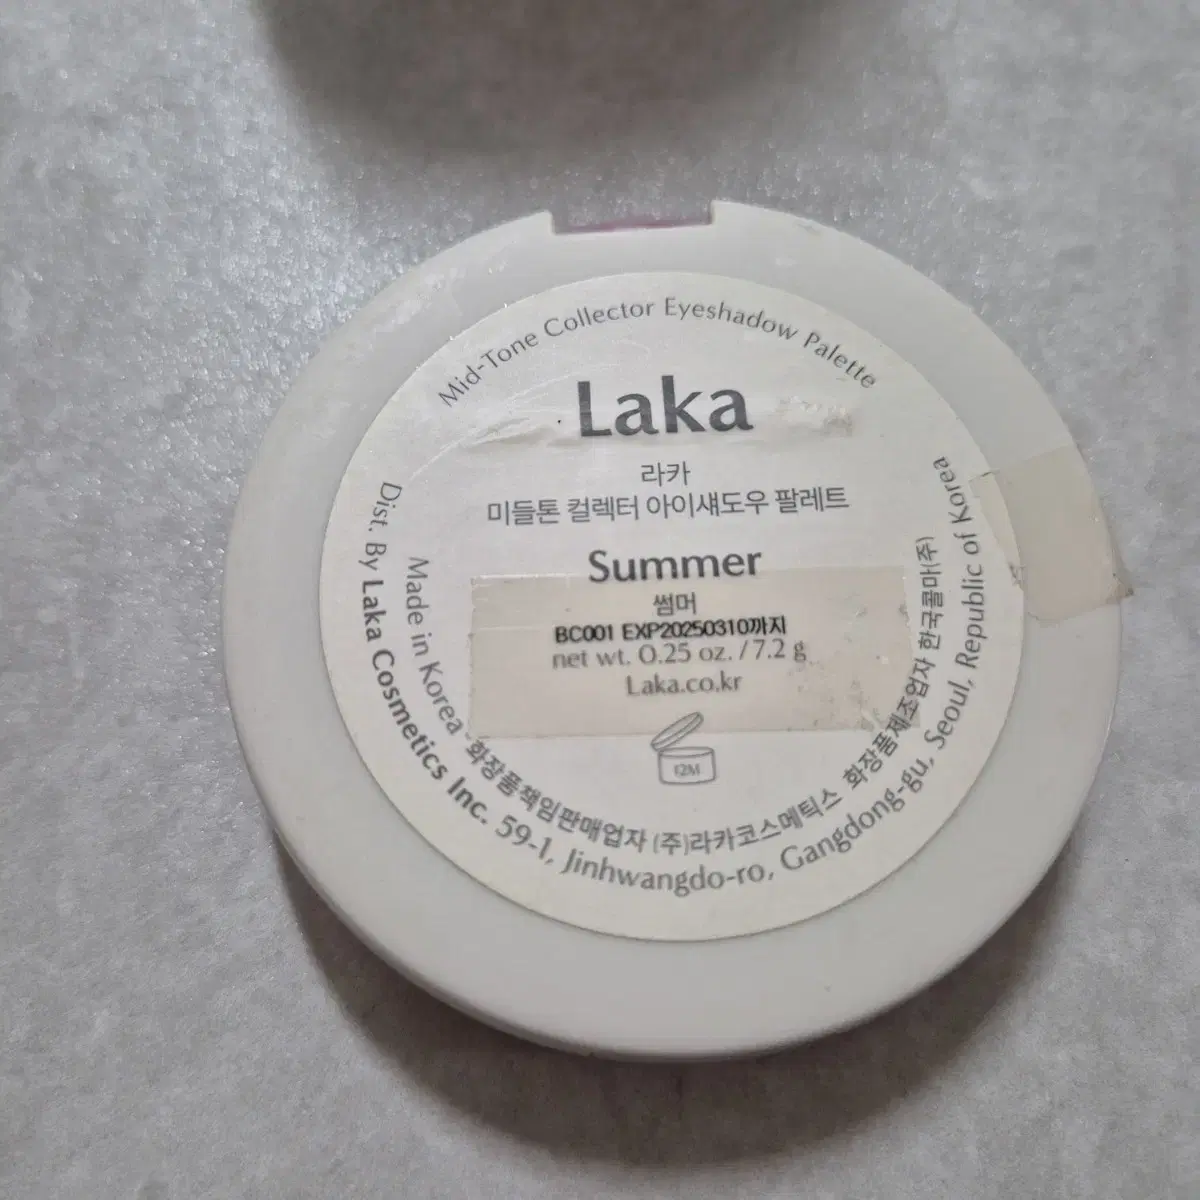 Mid-Tone Collector Eyeshadow Palette
Laka
라카
미들톤 컬렉터 아이섀도우 팔레트
Summer
썸머
BC001 EXP20250310까지
net wt. 0.25 oz. / 7.2 g
Laka.co.kr
12M
Made in Korea 화장품책임판매업자 (주)라카코스메틱스 화장품제조업자 한국콜마(주)
Dist. By Laka Cosmetics Inc. 59-1, Jinhwangdo-ro, Gangdong-gu, Seoul, Republic of Korea